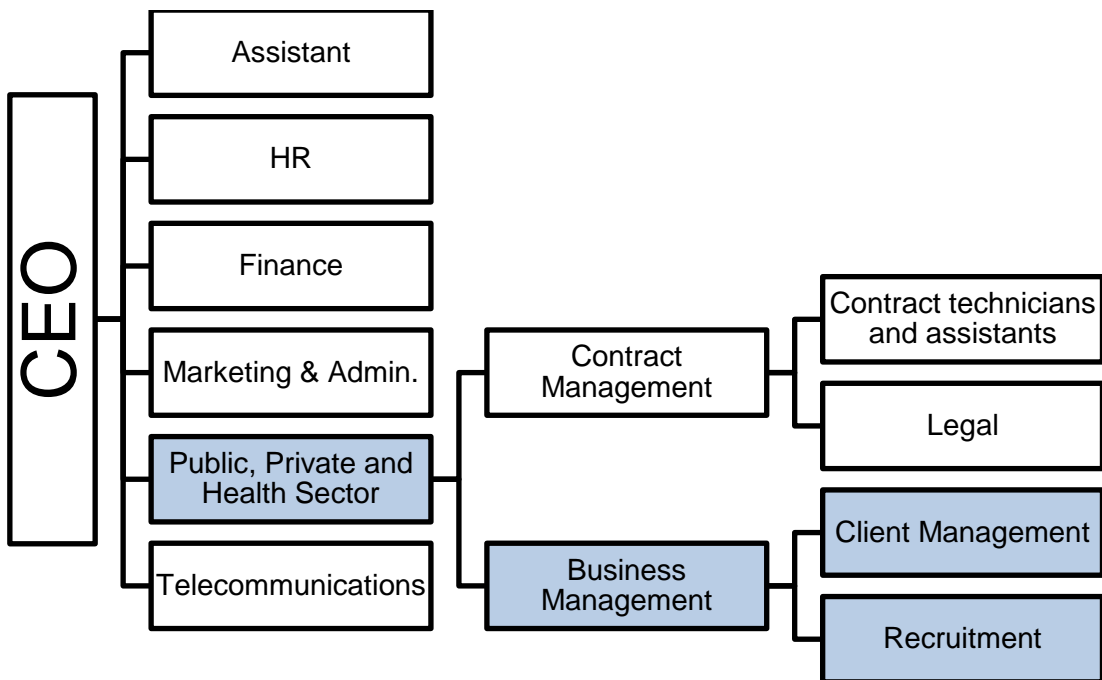 CEO
Assistant
HR
Finance
Marketing & Admin.
Public, Private and
Health Sector
Telecommunications
Contract
Management
Business
Management
Contract technicians
and assistants
Legal
Client Management
Recruitment